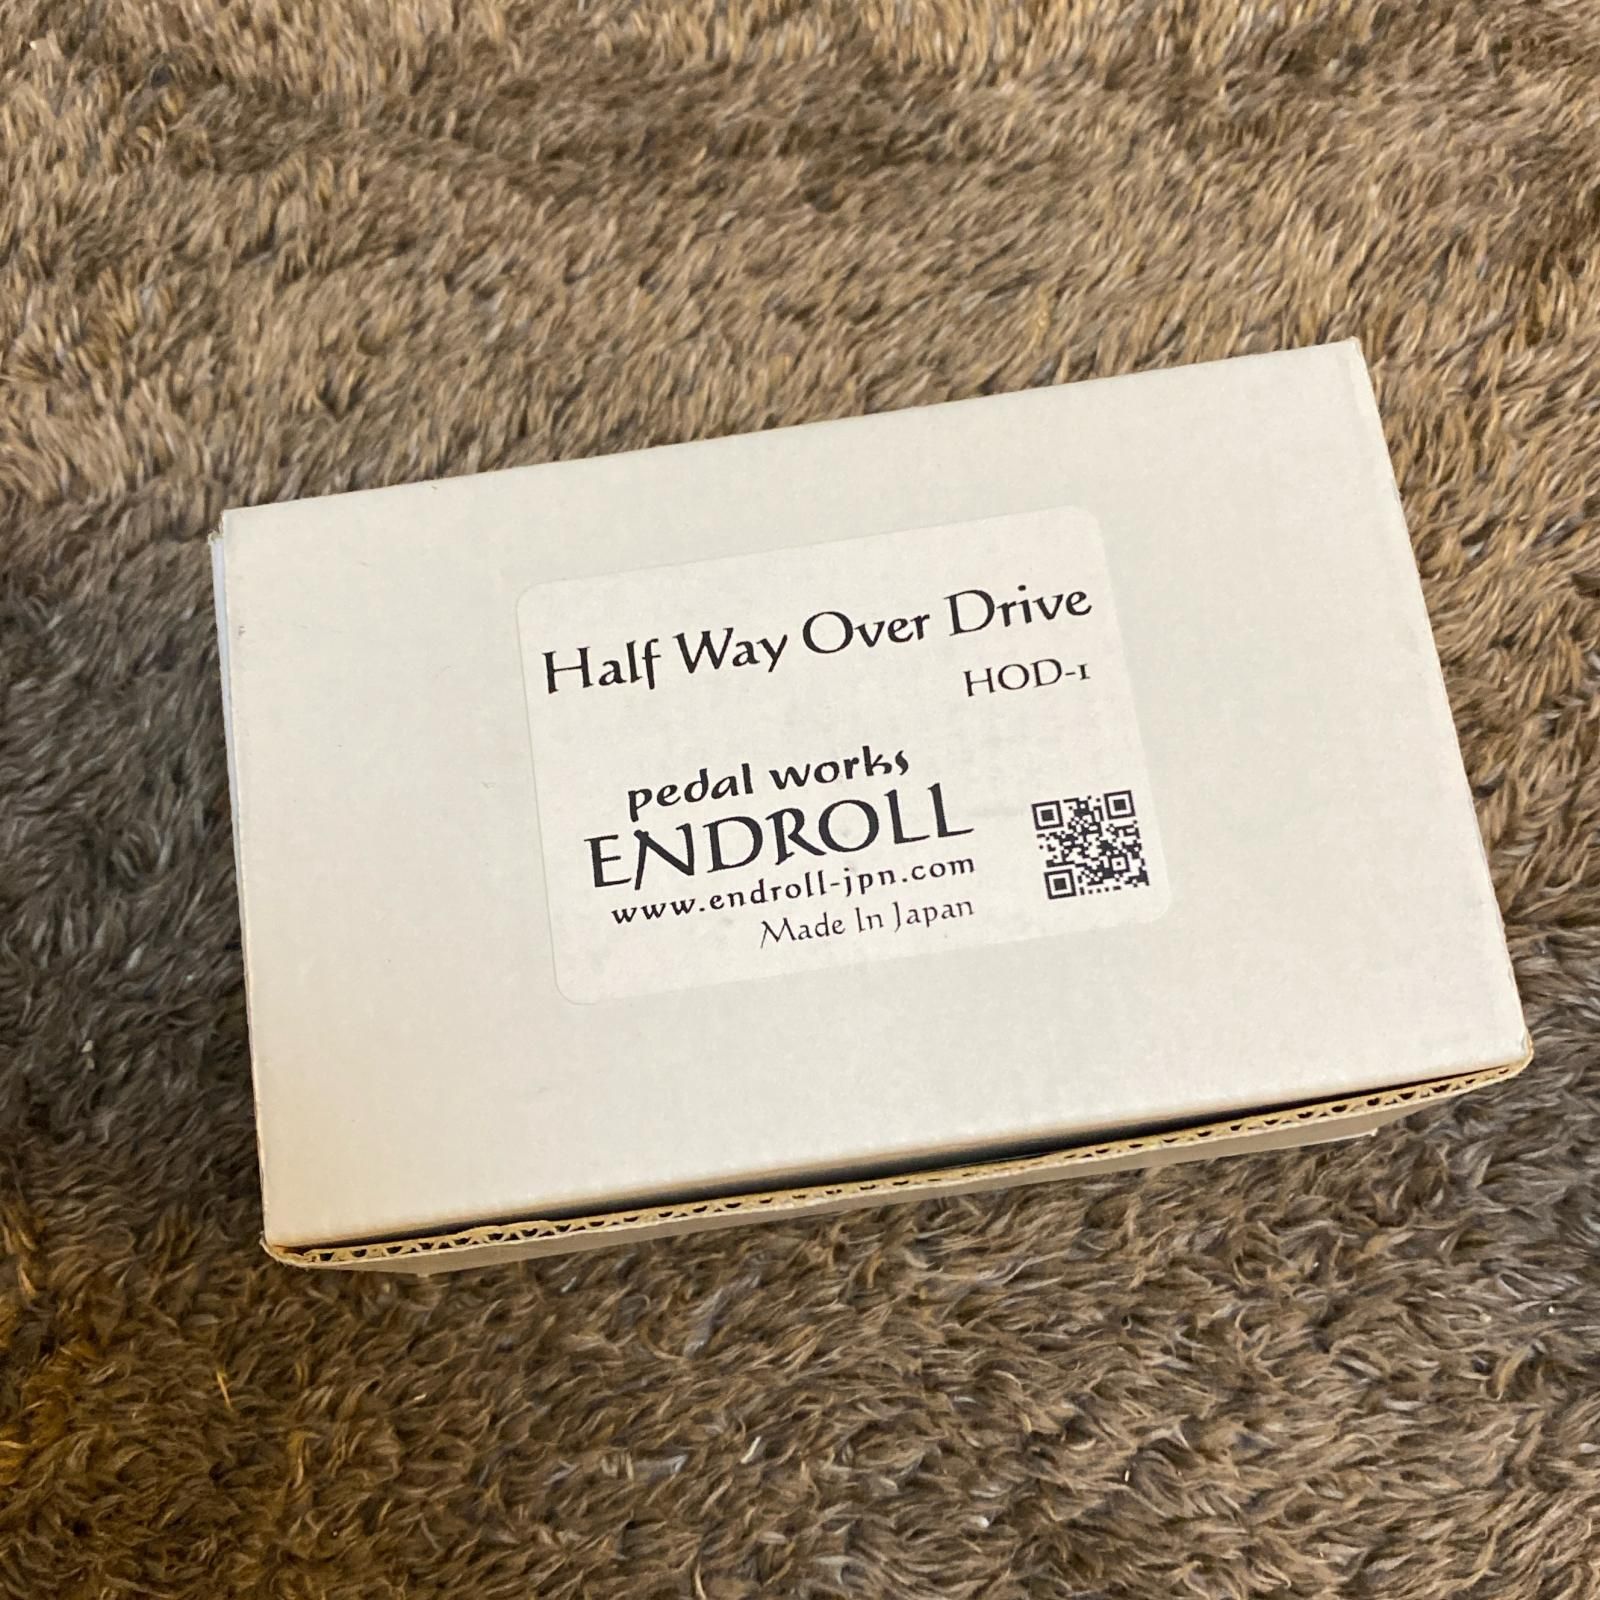 Half Way Over Drive
HOD-1
pedal works
ENDROLL
www.endroll-jpn.com
Made In Japan